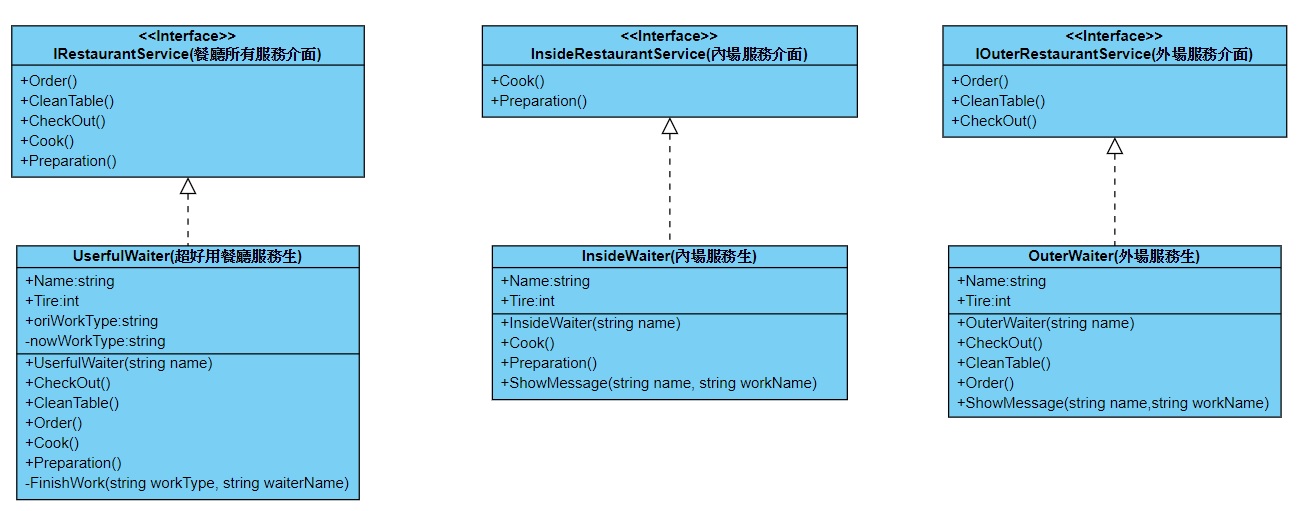 <<Interface>>
IRestaurantService(餐廳所有服務介面)
+Order()
+CleanTable()
+CheckOut()
+Cook()
+Preparation()
UserfulWaiter(超好用餐廳服務生)
+Name:string
+Tire:int
+oriWorkType:string
-nowWorkType:string
+UserfulWaiter(string name)
+CheckOut()
+CleanTable()
+Order()
+Cook()
+Preparation()
-FinishWork(string workType, string waiterName)
<<Interface>>
InsideRestaurantService(內場服務介面)
+Cook()
+Preparation()
InsideWaiter(內場服務生)
+Name:string
+Tire:int
+InsideWaiter(string name)
+Cook()
+Preparation()
+ShowMessage(string name, string workName)
<<Interface>>
IOuterRestaurantService(外場服務介面)
+Order()
+CleanTable()
+CheckOut()
OuterWaiter(外場服務生)
+Name:string
+Tire:int
+OuterWaiter(string name)
+CheckOut()
+CleanTable()
+Order()
+ShowMessage(string name,string workName)